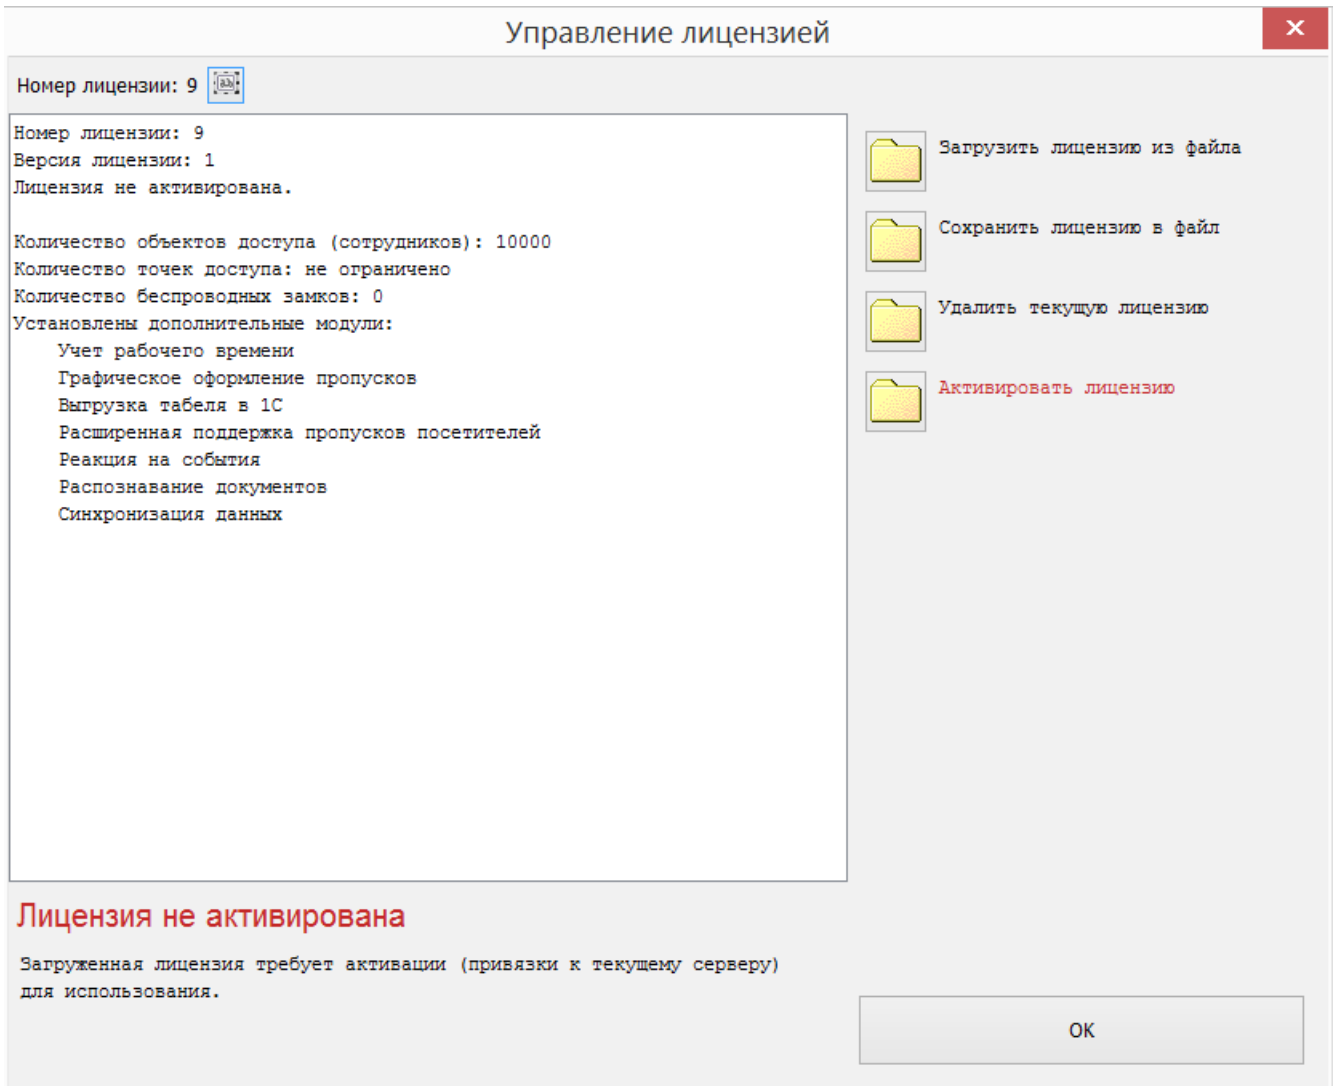 Управление лицензией
Номер лицензии: 9
Номер лицензии: 9
Версия лицензии: 1
Лицензия не активирована.
Количество объектов доступа (сотрудников): 10000
Количество точек доступа: не ограничено
Количество беспроводных замков: 0
Установлены дополнительные модули:
Учет рабочего времени
Графическое оформление пропусков
Выгрузка табеля в 1С
Расширенная поддержка пропусков посетителей
Реакция на события
Распознавание документов
Синхронизация данных
Загрузить лицензию из файла
Сохранить лицензию в файл
Удалить текущую лицензию
Активировать лицензию
Лицензия не активирована
Загруженная лицензия требует активации (привязки к текущему серверу)
для использования.
OK